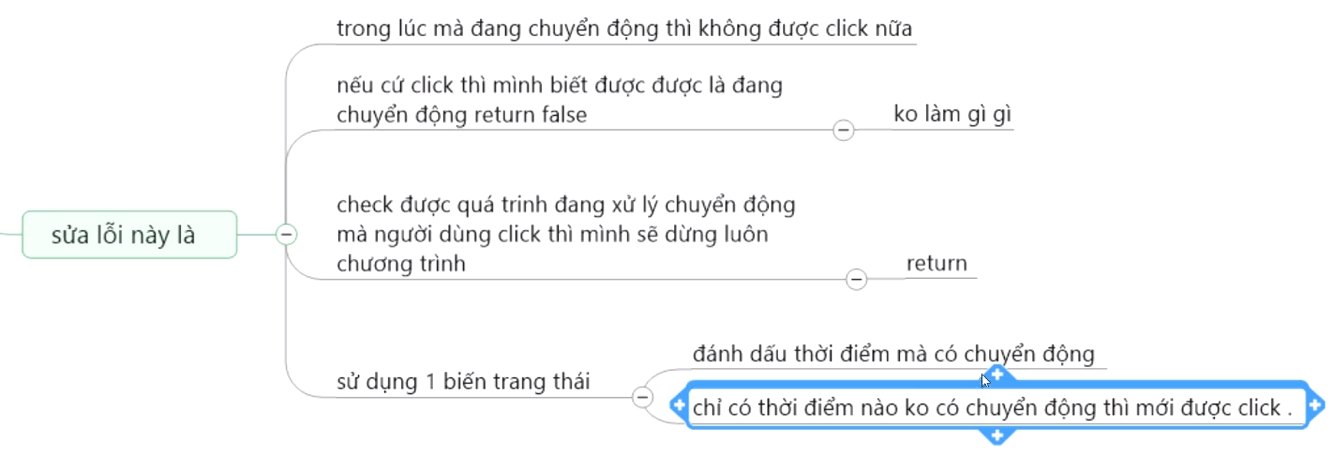 trong lúc mà đang chuyển động thì không được click nữa
nếu cứ click thì mình biết được được là đang
chuyển động return false
ko làm gì gì
check được quá trinh đang xử lý chuyển động
mà người dùng click thì mình sẽ dừng luôn
chương trình
return
sửa lỗi này là
sử dụng 1 biến trang thái
đánh dấu thời điểm mà có chuyển động
chỉ có thời điểm nào ko có chuyển động thì mới được click .